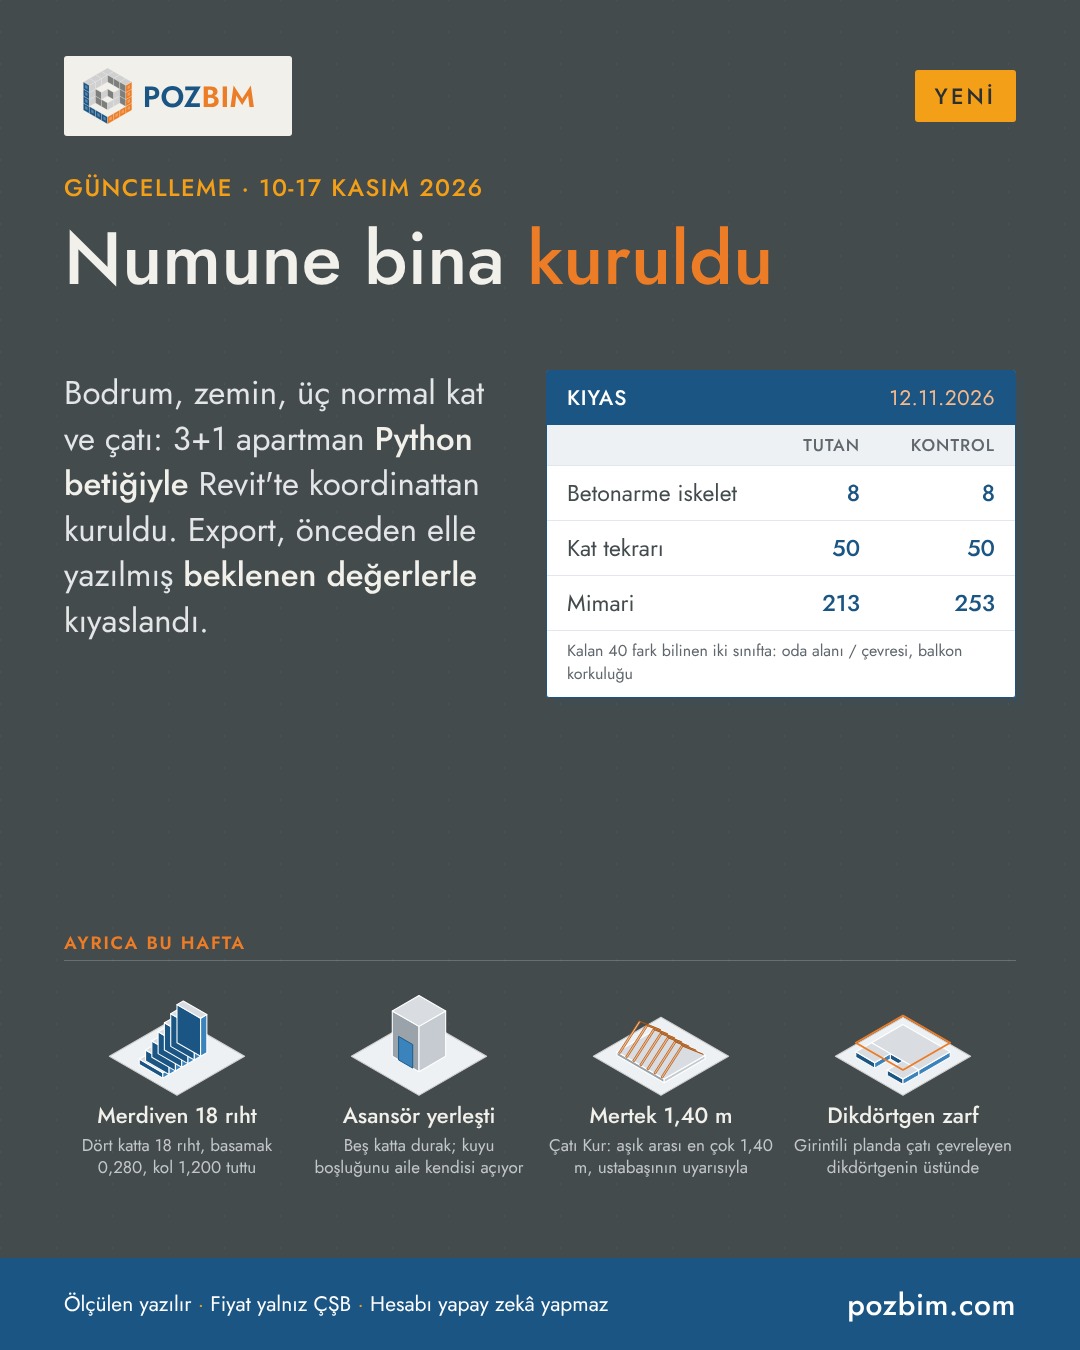 POZBIM
YENİ
GÜNCELLEME · 10-17 KASIM 2026
Numune bina kuruldu
Bodrum, zemin, üç normal kat
ve çatı: 3+1 apartman Python
betiğiyle Revit'te koordinattan
kuruldu. Export, önceden elle
yazılmış beklenen değerlerle
kıyaslandı.
KIYAS 12.11.2026
TUTAN KONTROL
Betonarme iskelet 8 8
Kat tekrarı 50 50
Mimari 213 253
Kalan 40 fark bilinen iki sınıfta: oda alanı / çevresi, balkon
korkuluğu
AYRICA BU HAFTA
Merdiven 18 rıht
Dört katta 18 rıht, basamak
0,280, kol 1,200 tuttu
Asansör yerleşti
Beş katta durak; kuyu
boşluğunu aile kendisi açıyor
Mertek 1,40 m
Çatı Kur: aşık arası en çok 1,40
m, ustabaşının uyarısıyla
Dikdörtgen zarf
Girintili planda çatı çevreleyen
dikdörtgenin üstünde
Ölçülen yazılır · Fiyat yalnız ÇŞB · Hesabı yapay zekâ yapmaz
pozbim.com